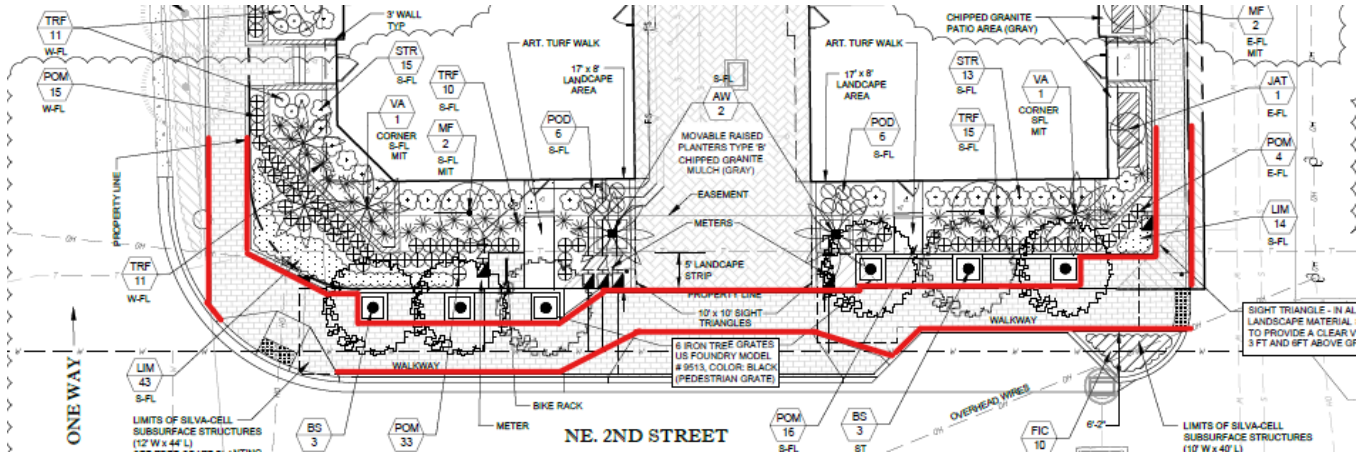 TRF
11
W-FL
POM
15
W-FL
3' WALL
TYP
STR
15
S-FL
VA
1
CORNER
S-FL
MIT
TRF
10
S-FL
MF
2
S-FL
MIT
ART. TURF WALK
POD
6
S-FL
17' x 8'
LANDSCAPE
AREA
S-FL
AW
2
MOVABLE RAISED
PLANTERS TYPE 'B'
CHIPPED GRANITE
MULCH (GRAY)
EASEMENT
METERS
5' LANDSCAPE
STRIP
PROPERTY LINE
10' x 10' SIGHT
TRIANGLES
ART. TURF WALK
17' x 8'
LANDSCAPE
AREA
POD
6
S-FL
CHIPPED GRANITE
PATIO AREA (GRAY)
STR
13
S-FL
TRF
15
S-FL
VA
1
CORNER
SFL
MIT
MF
2
E-FL
MIT
JAT
1
E-FL
POM
4
E-FL
LIM
14
S-FL
PROPERTY LINE
TRF
11
W-FL
ONE WAY
LIM
43
S-FL
LIMITS OF SILVA-CELL
SUBSURFACE STRUCTURES
(12' W x 44' L)
WALKWAY
BS
3
POM
33
METER
BIKE RACK
6 IRON TREE GRATES
US FOUNDRY MODEL
# 9513, COLOR: BLACK
(PEDESTRIAN GRATE)
NE. 2ND STREET
POM
16
S-FL
BS
3
ST
WALKWAY
OVERHEAD WIRES
FIC
10
6'-2"
SIGHT TRIANGLE - IN AL
LANDSCAPE MATERIAL
TO PROVIDE A CLEAR V
3 FT AND 6FT ABOVE GR
LIMITS OF SILVA-CELL
SUBSURFACE STRUCTURES
(10' W x 40' L)